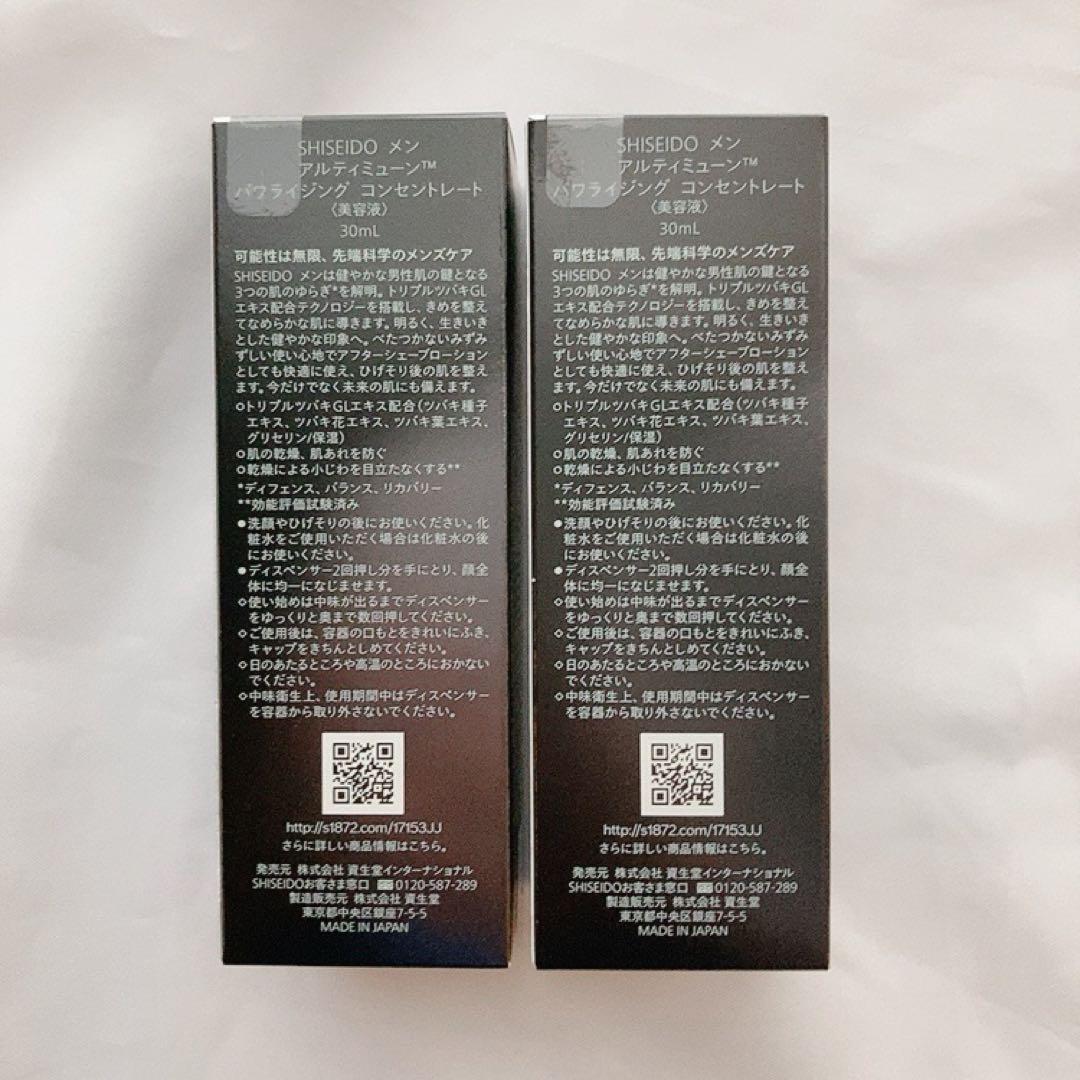 SHISEIDO メン
アルティミューン™
パワライジング コンセントレート
〈美容液〉
30mL
可能性は無限、先端科学のメンズケア
SHISEIDO メンは健やかな男性肌の鍵となる
3つの肌のゆらぎ*を解明。トリプルツバキGL
エキス配合テクノロジーを搭載し、きめを整え
てなめらかな肌に導きます。明るく、生きいき
とした健やかな印象へ。べたつかないみずみ
ずしい使い心地でアフターシェーブローション
としても快適に使え、ひげそり後の肌を整え
ます。今だけでなく未来の肌にも備えます。
○トリプルツバキGLエキス配合(ツバキ種子
エキス、ツバキ花エキス、ツバキ葉エキス、
グリセリン/保湿)
○肌の乾燥、肌あれを防ぐ
○乾燥による小じわを目立たなくする**
*ディフェンス、バランス、リカバリー
**効能評価試験済み
●洗顔やひげそりの後にお使いください。化
粧水をご使用いただく場合は化粧水の後
にお使いください。
●ディスペンサー2回押し分を手にとり、顔全
体に均一になじませます。
◇使い始めは中味が出るまでディスペンサー
をゆっくりと奥まで数回押してください。
◇ご使用後は、容器の口もとをきれいにふき、
キャップをきちんとしめてください。
◇日のあたるところや高温のところにおかない
でください。
◇中味衛生上、使用期間中はディスペンサー
を容器から取り外さないでください。
http://s1872.com/17153JJ
さらに詳しい商品情報はこちら。
発売元 株式会社 資生堂インターナショナル
SHISEIDOお客さま窓口 0120-587-289
製造販売元 株式会社 資生堂
東京都中央区銀座7-5-5
MADE IN JAPAN
SHISEIDO メン
アルティミューン™
パワライジング コンセントレート
〈美容液〉
30mL
可能性は無限、先端科学のメンズケア
SHISEIDO メンは健やかな男性肌の鍵となる
3つの肌のゆらぎ*を解明。トリプルツバキGL
エキス配合テクノロジーを搭載し、きめを整え
てなめらかな肌に導きます。明るく、生きいき
とした健やかな印象へ。べたつかないみずみ
ずしい使い心地でアフターシェーブローション
としても快適に使え、ひげそり後の肌を整え
ます。今だけでなく未来の肌にも備えます。
○トリプルツバキGLエキス配合(ツバキ種子
エキス、ツバキ花エキス、ツバキ葉エキス、
グリセリン/保湿)
○肌の乾燥、肌あれを防ぐ
○乾燥による小じわを目立たなくする**
*ディフェンス、バランス、リカバリー
**効能評価試験済み
●洗顔やひげそりの後にお使いください。化
粧水をご使用いただく場合は化粧水の後
にお使いください。
●ディスペンサー2回押し分を手にとり、顔全
体に均一になじませます。
◇使い始めは中味が出るまでディスペンサー
をゆっくりと奥まで数回押してください。
◇ご使用後は、容器の口もとをきれいにふき、
キャップをきちんとしめてください。
◇日のあたるところや高温のところにおかない
でください。
◇中味衛生上、使用期間中はディスペンサー
を容器から取り外さないでください。
http://s1872.com/17153JJ
さらに詳しい商品情報はこちら。
発売元 株式会社 資生堂インターナショナル
SHISEIDOお客さま窓口 0120-587-289
製造販売元 株式会社 資生堂
東京都中央区銀座7-5-5
MADE IN JAPAN